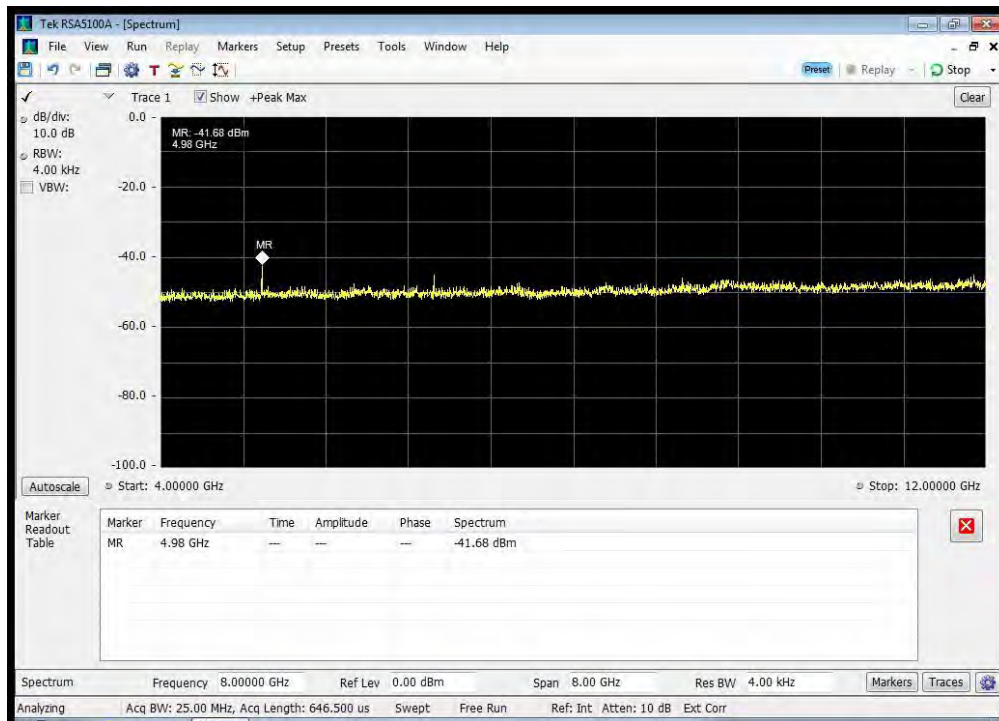 Tek RSA5100A - [Spectrum]
File View Run Replay Markers Setup Presets Tools Window Help
Preset Replay Stop
Trace 1 Show +Peak Max Clear
dB/div:
10.0 dB
RBW:
4.00 kHz
VBW:
0.0
-20.0
-40.0
-60.0
-80.0
-100.0
MR: -41.68 dBm
4.98 GHz
MR
Autoscale Start: 4.00000 GHz Stop: 12.00000 GHz
Marker
Readout
Table
Marker Frequency Time Amplitude Phase Spectrum
MR 4.98 GHz --- --- --- -41.68 dBm
Spectrum Frequency 8.00000 GHz Ref Lev 0.00 dBm Span 8.00 GHz Res BW 4.00 kHz Markers Traces
Analyzing Acq BW: 25.00 MHz, Acq Length: 646.500 us Swept Free Run Ref: Int Atten: 10 dB Ext Corr